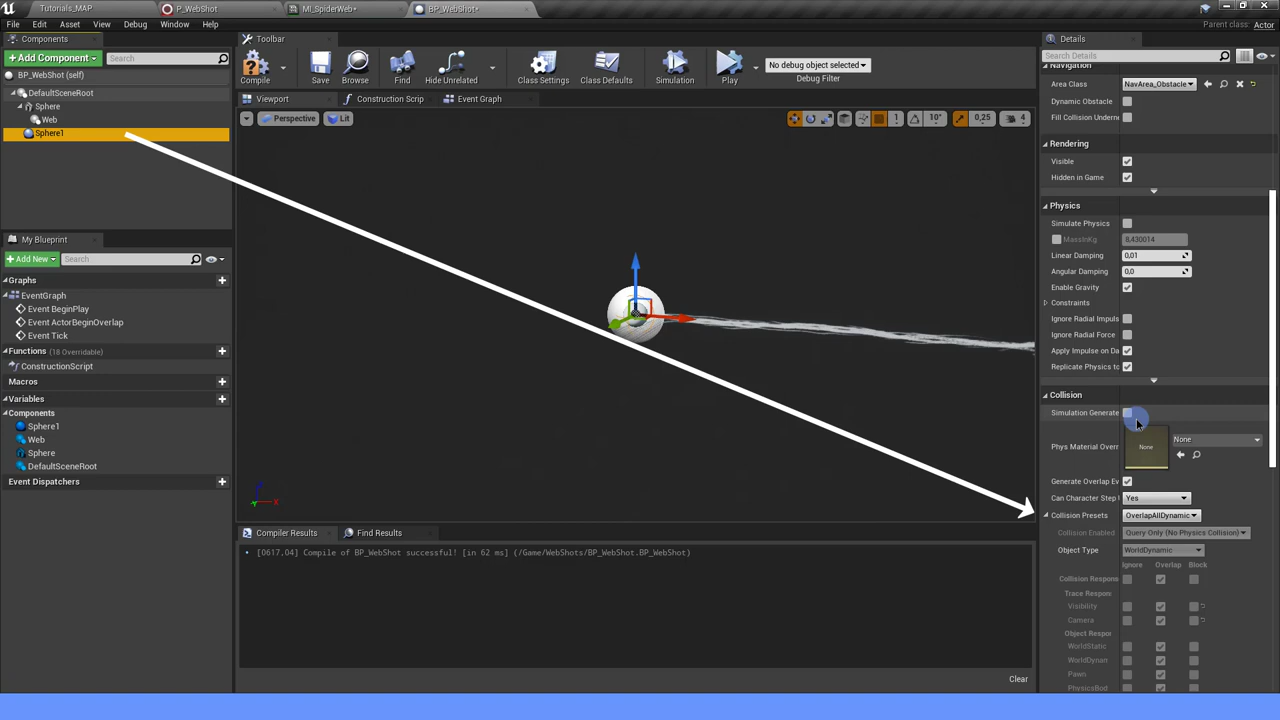 Tutorials_MAP
P_WebShot
MI_SpiderWeb*
BP_WebShot*
File Edit Asset View Debug Window Help
Parent class: Actor
Components
Toolbar
Details
+ Add Component
Search
BP_WebShot (self)
DefaultSceneRoot
Sphere
Web
Sphere1
Compile
Save
Browse
Find
Hide Unrelated
Class Settings
Class Defaults
Simulation
Play
No debug object selected
Debug Filter
Viewport
Construction Scrip
Event Graph
Perspective
Lit
1
10°
0,25
4
My Blueprint
+ Add New
Search
Graphs
EventGraph
Event BeginPlay
Event ActorBeginOverlap
Event Tick
Functions (18 Overridable)
ConstructionScript
Macros
Variables
Components
Sphere1
Web
Sphere
DefaultSceneRoot
Event Dispatchers
Compiler Results
Find Results
[0617.04] Compile of BP_WebShot successful! [in 62 ms] (/Game/WebShots/BP_WebShot.BP_WebShot)
Clear
Search Details
Navigation
Area Class
NavArea_Obstacle
Dynamic Obstacle
Fill Collision Underne
Rendering
Visible
Hidden in Game
Physics
Simulate Physics
MassInKg
8,430014
Linear Damping
0,01
Angular Damping
0,0
Enable Gravity
Constraints
Ignore Radial Impuls
Ignore Radial Force
Apply Impulse on Da
Replicate Physics to
Collision
Simulation Generate
Phys Material Overr
None
None
Generate Overlap Ev
Can Character Step
Yes
Collision Presets
OverlapAllDynamic
Collision Enabled
Query Only (No Physics Collision)
Object Type
WorldDynamic
Ignore Overlap Block
Collision Respon
Trace Respon
Visibility
Camera
Object Respor
WorldStatic
WorldDynam
Pawn
PhysicsBod